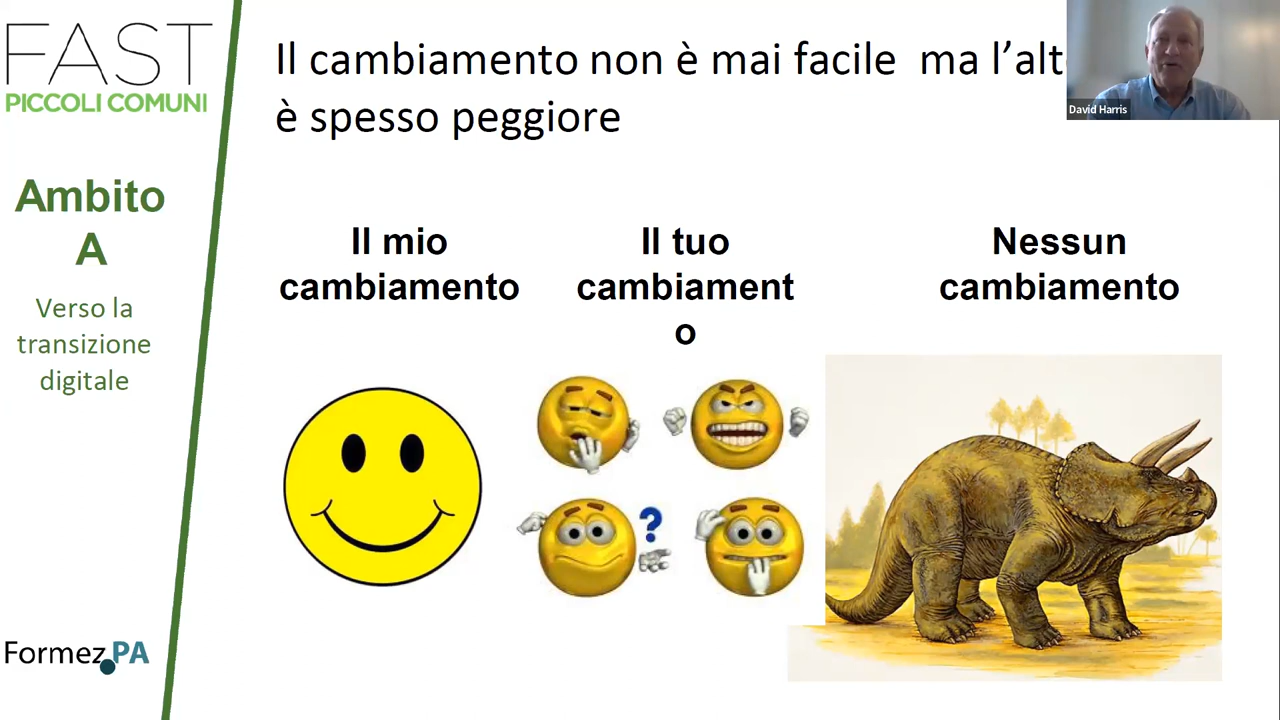 FAST
PICCOLI COMUNI
Ambito
A
Verso la
transizione
digitale
Formez.PA
Il cambiamento non è mai facile ma l’alt
è spesso peggiore
David Harris
Il mio
cambiamento
Il tuo
cambiament
o
Nessun
cambiamento
?